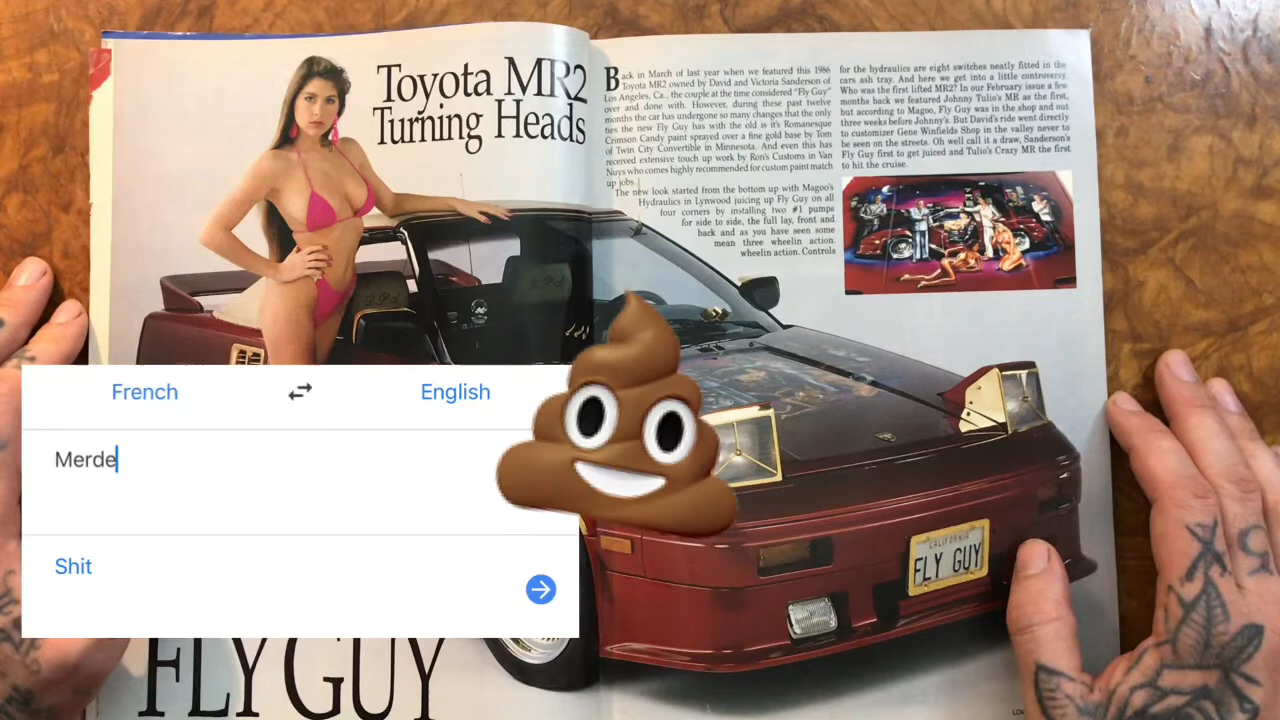 Toyota MR2
Turning Heads
Back in March of last year when we featured this 1986
Toyota MR2 owned by David and Victoria Sanderson of
Los Angeles, Ca., the couple at the time considered "Fly Guy"
over and done with. However, during these past twelve
months the car has undergone so many changes that the only
ties the new Fly Guy has with the old is it's Romanesque
Crimson Candy paint sprayed over a fine gold base by Tom
of Twin City Convertible in Minnesota. And even this has
received extensive touch up work by Ron's Customs in Van
Nuys who comes highly recommended for custom paint match
up jobs.
The new look started from the bottom up with Magoo's
Hydraulics in Lynwood juicing up Fly Guy on all
four corners by installing two #1 pumps
for side to side, the full lay, front and
back and as you have seen some
mean three wheelin action.
wheelin action. Controls
for the hydraulics are eight switches neatly fitted in the
cars ash tray. And here we get into a little controversy.
Who was the first lifted MR2? In our February issue a few
months back we featured Johnny Tulio's MR as the first,
but according to Magoo, Fly Guy was in the shop and out
three weeks before Johnny's. But David's ride went directly
to customizer Gene Winfields Shop in the valley never to
be seen on the streets. Oh well call it a draw, Sanderson's
Fly Guy first to get juiced and Tulio's Crazy MR the first
to hit the cruise.
French
English
Merde
Shit
CALIFORNIA
FLY GUY
FLY GUY